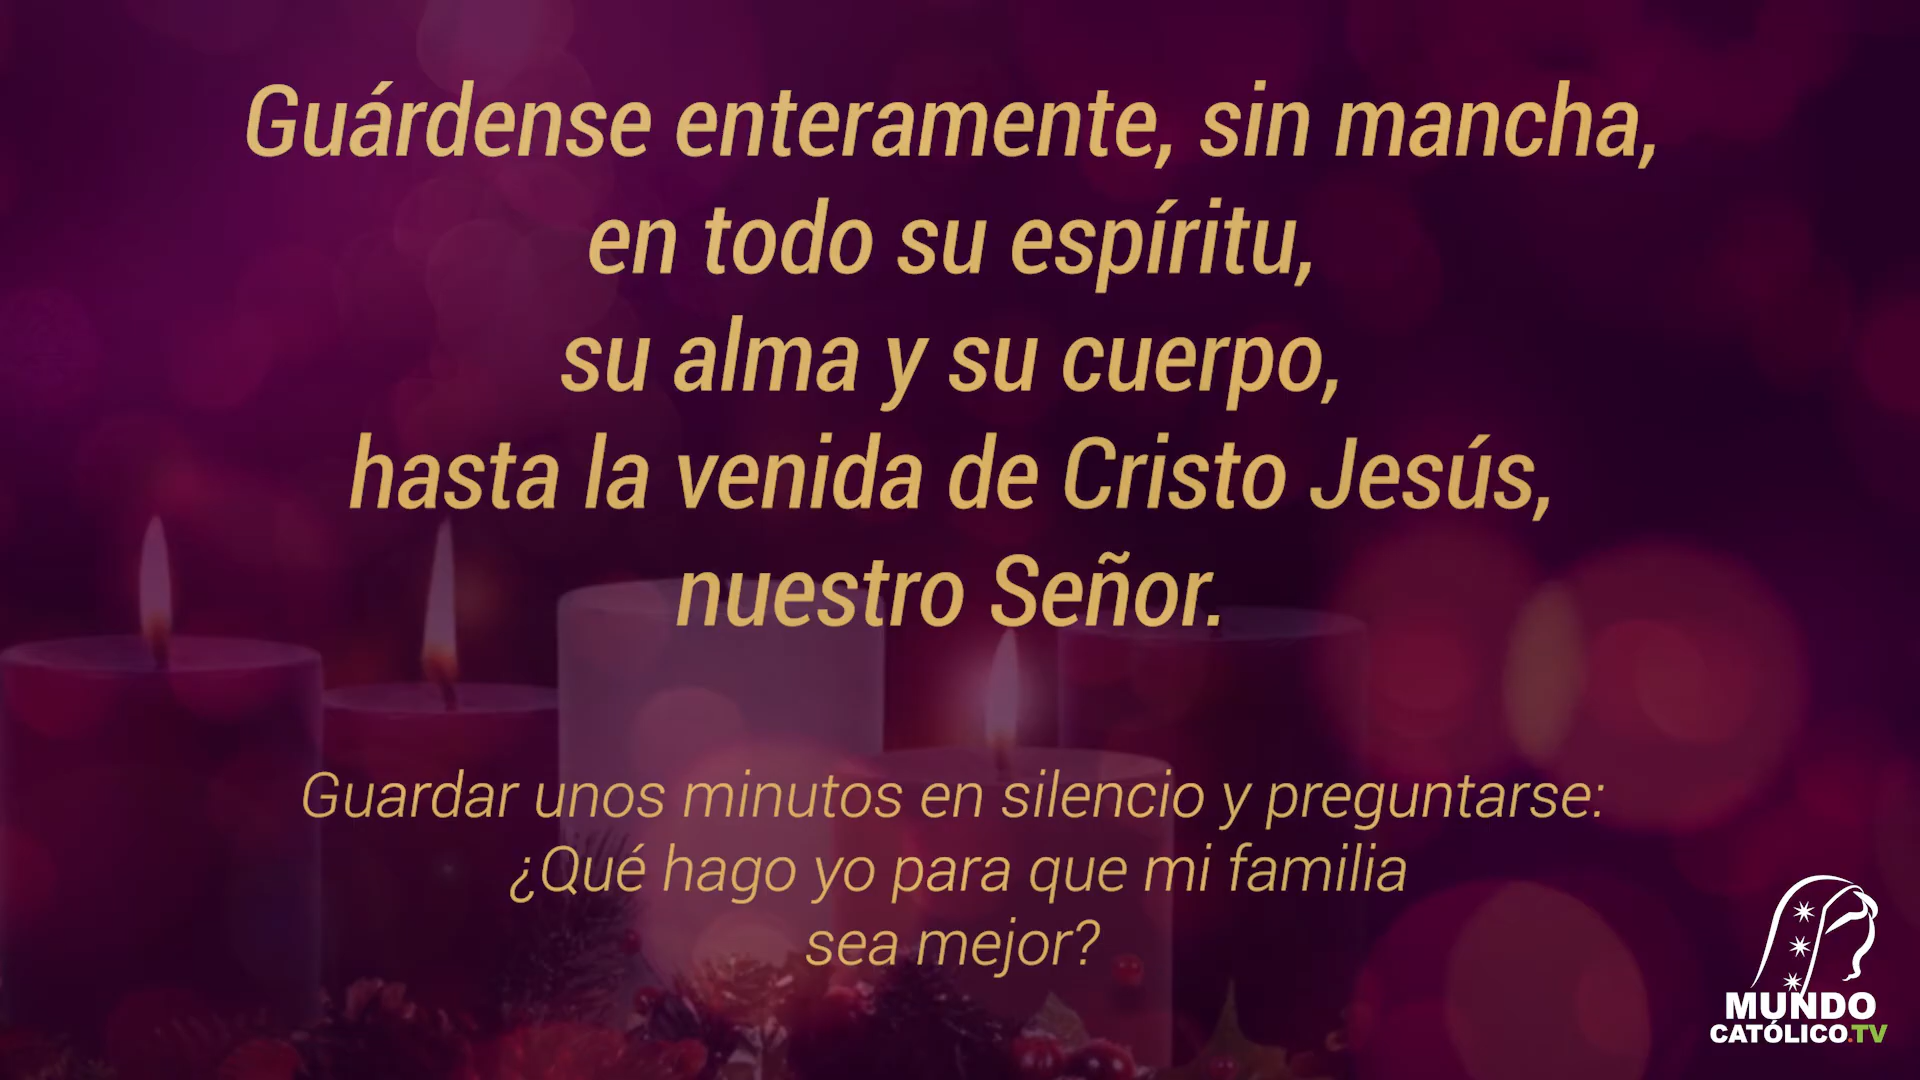 Guárdense enteramente, sin mancha,
en todo su espíritu,
su alma y su cuerpo,
hasta la venida de Cristo Jesús,
nuestro Señor.
Guardar unos minutos en silencio y preguntarse:
¿Qué hago yo para que mi familia
sea mejor?
MUNDO
CATÓLICO.TV